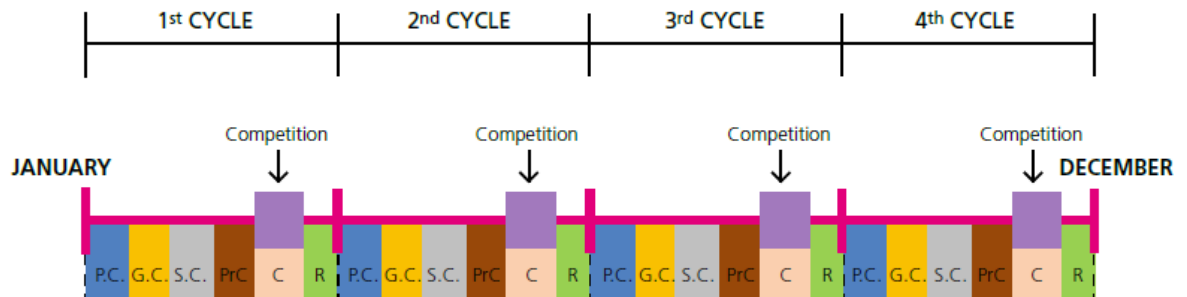 1st CYCLE 2nd CYCLE 3rd CYCLE 4th CYCLE
Competition Competition Competition Competition
JANUARY DECEMBER
P.C. G.C. S.C. PrC C R P.C. G.C. S.C. PrC C R P.C. G.C. S.C. PrC C R P.C. G.C. S.C. PrC C R